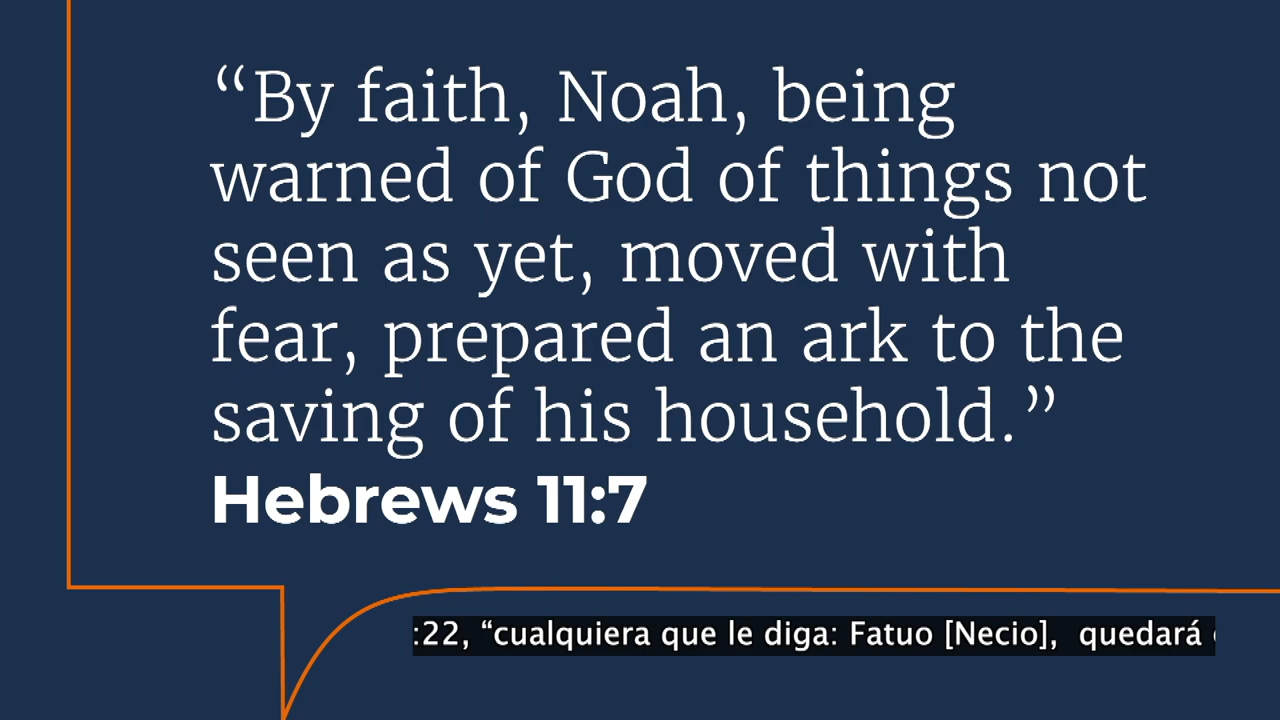 “By faith, Noah, being
warned of God of things not
seen as yet, moved with
fear, prepared an ark to the
saving of his household.”
Hebrews 11:7
:22, “cualquiera que le diga: Fatuo [Necio],  quedará